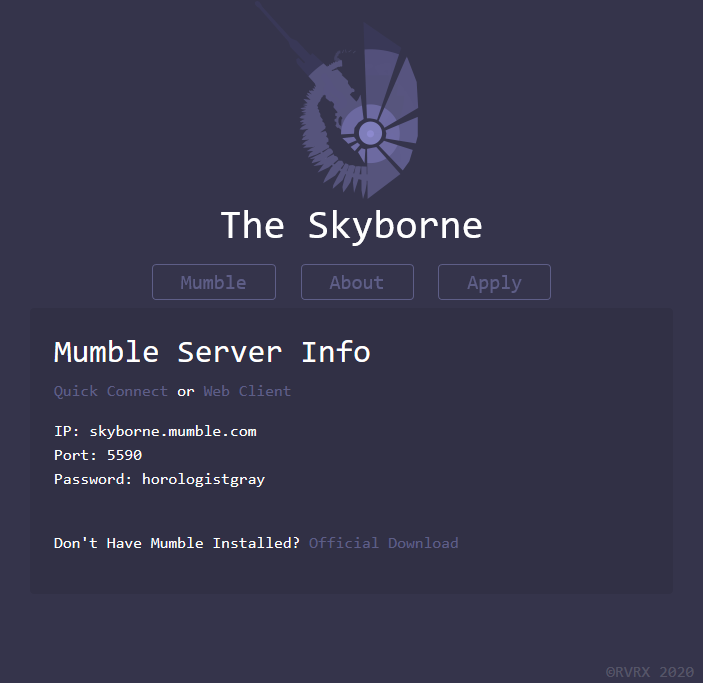 The Skyborne
Mumble
About
Apply
Mumble Server Info
Quick Connect or Web Client
IP: skyborne.mumble.com
Port: 5590
Password: horologistgray
Don't Have Mumble Installed? Official Download
©RVRX 2020